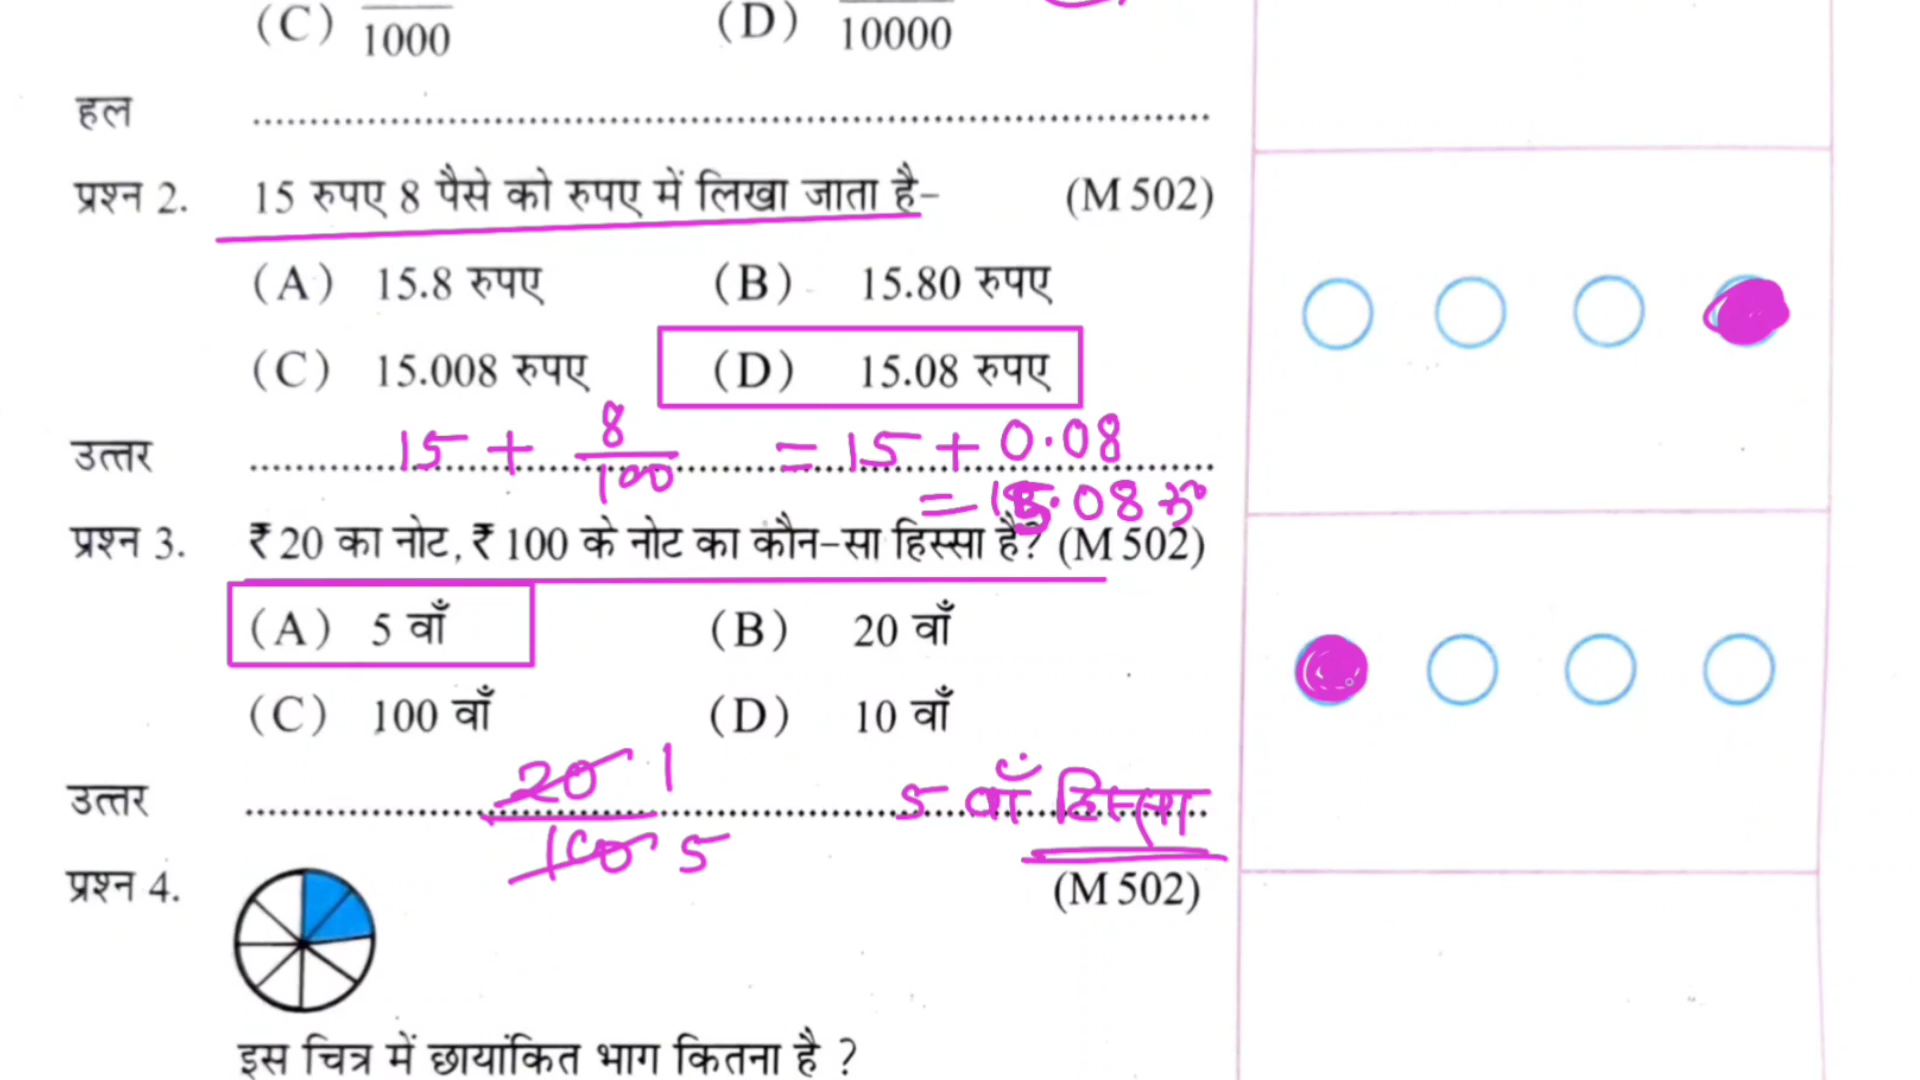 (C) 1000 (D) 10000
हल
प्रश्न 2. 15 रुपए 8 पैसे को रुपए में लिखा जाता है- (M 502)
(A) 15.8 रुपए (B) 15.80 रुपए
(C) 15.008 रुपए (D) 15.08 रुपए
उत्तर 15 + 8/100 = 15 + 0.08
= 15.08 रु०
प्रश्न 3. ₹ 20 का नोट, ₹ 100 के नोट का कौन-सा हिस्सा है? (M 502)
(A) 5 वाँ (B) 20 वाँ
(C) 100 वाँ (D) 10 वाँ
उत्तर 20/100 1/5 5 वाँ हिस्सा
प्रश्न 4. (M 502)
इस चित्र में छायांकित भाग कितना है ?